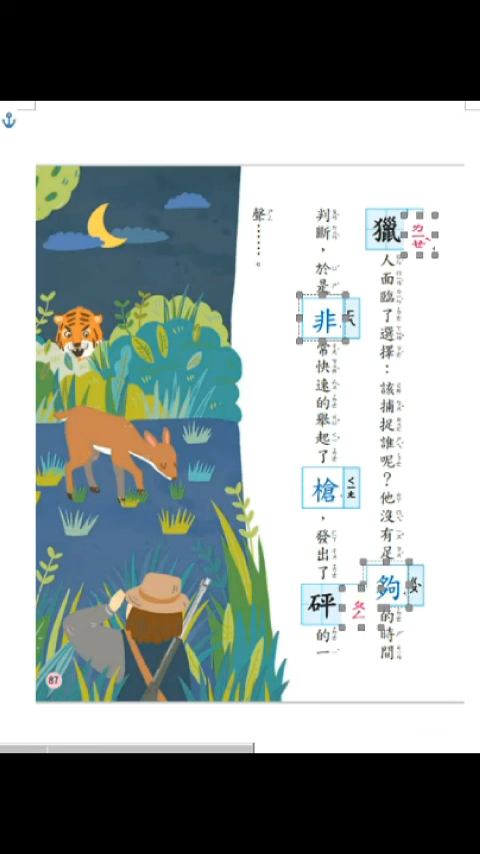 獵人面臨了選擇：該捕捉誰呢？他沒有足夠的時間
判斷，於是非常快速的舉起了槍，發出了砰的一
聲……。
87